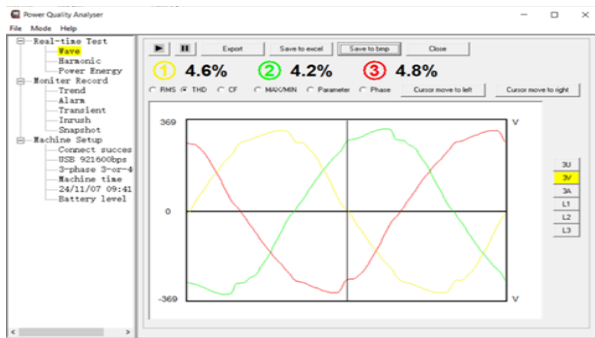 Power Quality Analyser
File Mode Help
Real-time Test
Wave
Harmonic
Power Energy
Moniter Record
Trend
Alarm
Transient
Inrush
Snapshot
Machine Setup
Connect succes
USB 921600bps
3-phase 3-or-4
Machine time
24/11/07 09:41
Battery level
Export Save to excel Save to bmp Close
1 4.6% 2 4.2% 3 4.8%
RMS THD CF MAX/MIN Parameter Phase Cursor move to left Cursor move to right
369 V
0
-369 V
3U
3V
3A
L1
L2
L3